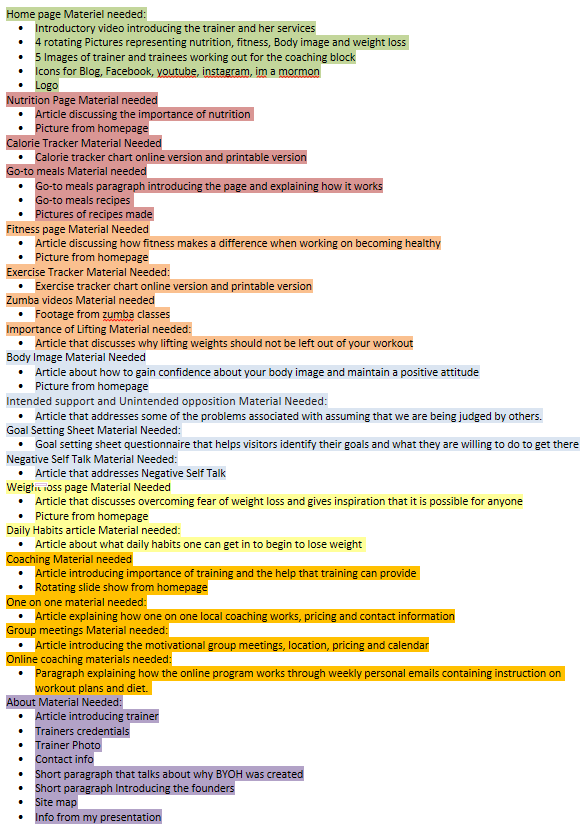 Home page Materiel needed:
• Introductory video introducing the trainer and her services
• 4 rotating Pictures representing nutrition, fitness, Body image and weight loss
• 5 Images of trainer and trainees working out for the coaching block
• Icons for Blog, Facebook, youtube, instagram, im a mormon
• Logo
Nutrition Page Material needed
• Article discussing the importance of nutrition
• Picture from homepage
Calorie Tracker Material Needed
• Calorie tracker chart online version and printable version
Go-to meals Material needed
• Go-to meals paragraph introducing the page and explaining how it works
• Go-to meals recipes
• Pictures of recipes made
Fitness page Material Needed
• Article discussing how fitness makes a difference when working on becoming healthy
• Picture from homepage
Exercise Tracker Material Needed:
• Exercise tracker chart online version and printable version
Zumba videos Material needed
• Footage from zumba classes
Importance of Lifting Material needed:
• Article that discusses why lifting weights should not be left out of your workout
Body Image Material Needed
• Article about how to gain confidence about your body image and maintain a positive attitude
• Picture from homepage
Intended support and Unintended opposition Material Needed:
• Article that addresses some of the problems associated with assuming that we are being judged by others.
Goal Setting Sheet Material Needed:
• Goal setting sheet questionnaire that helps visitors identify their goals and what they are willing to do to get there
Negative Self Talk Material Needed:
• Article that addresses Negative Self Talk
Weight loss page Material Needed
• Article that discusses overcoming fear of weight loss and gives inspiration that it is possible for anyone
• Picture from homepage
Daily Habits article Material Needed:
• Article about what daily habits one can get in to begin to lose weight
Coaching Material needed
• Article introducing importance of training and the help that training can provide
• Rotating slide show from homepage
One on one material needed:
• Article explaining how one on one local coaching works, pricing and contact information
Group meetings Material needed:
• Article introducing the motivational group meetings, location, pricing and calendar
Online coaching materials needed:
• Paragraph explaining how the online program works through weekly personal emails containing instruction on
workout plans and diet.
About Material Needed:
• Article introducing trainer
• Trainers credentials
• Trainer Photo
• Contact info
• Short paragraph that talks about why BYOH was created
• Short paragraph Introducing the founders
• Site map
• Info from my presentation